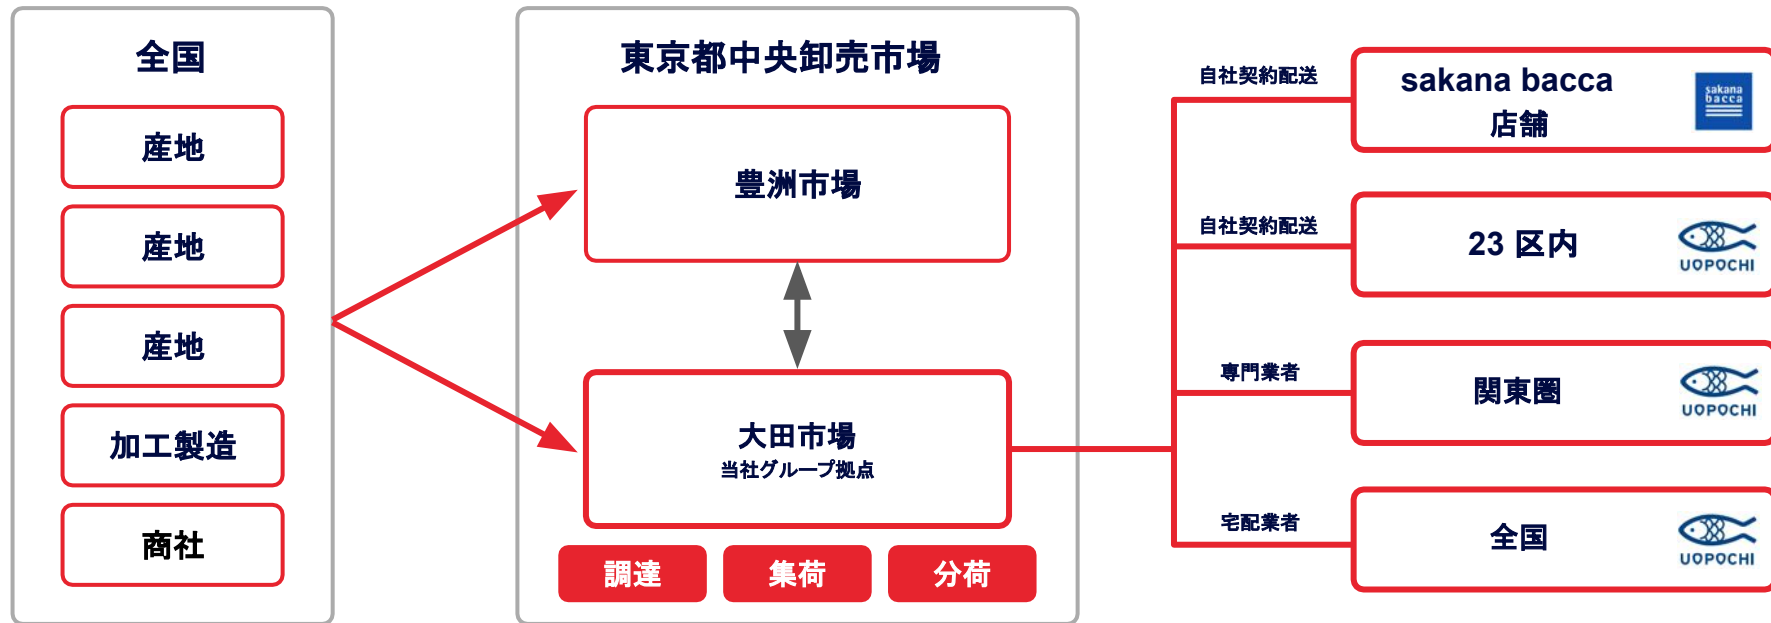 全国
産地
産地
産地
加工製造
商社
東京都中央卸売市場
豊洲市場
大田市場
当社グループ拠点
調達
集荷
分荷
自社契約配送
sakana bacca
店舗
sakana
bacca
自社契約配送
23 区内
UOPOCHI
専門業者
関東圏
UOPOCHI
宅配業者
全国
UOPOCHI